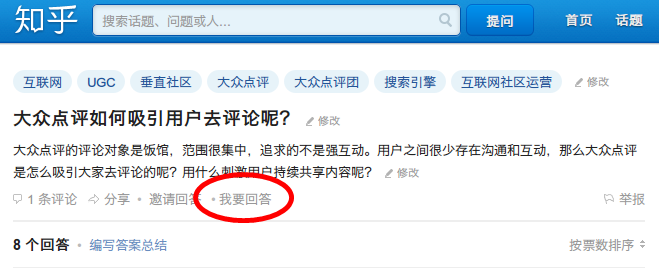 知乎 搜索话题、问题或人... 提问 首页 话题
互联网 UGC 垂直社区 大众点评 大众点评团 搜索引擎 互联网社区运营 修改
大众点评如何吸引用户去评论呢? 修改
大众点评的评论对象是饭馆，范围很集中，追求的不是强互动。用户之间很少存在沟通和互动，那么大众点评
是怎么吸引大家去评论的呢？用什么刺激用户持续共享内容呢？ 修改
1 条评论 分享 • 邀请回答 • 我要回答 举报
8 个回答 • 编写答案总结 按票数排序